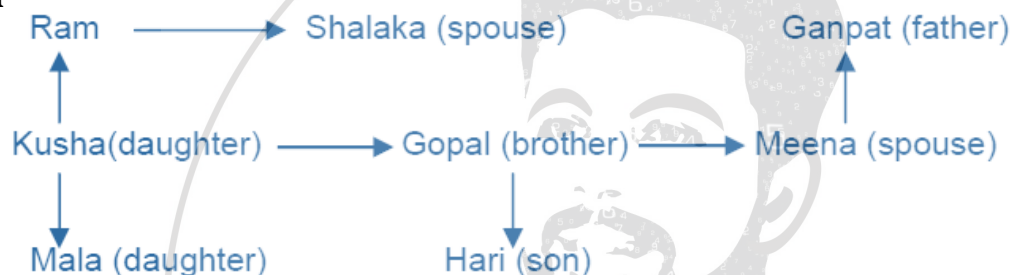 Ram Shalaka (spouse) Ganpat (father)
Kusha(daughter) Gopal (brother) Meena (spouse)
Mala (daughter) Hari (son)